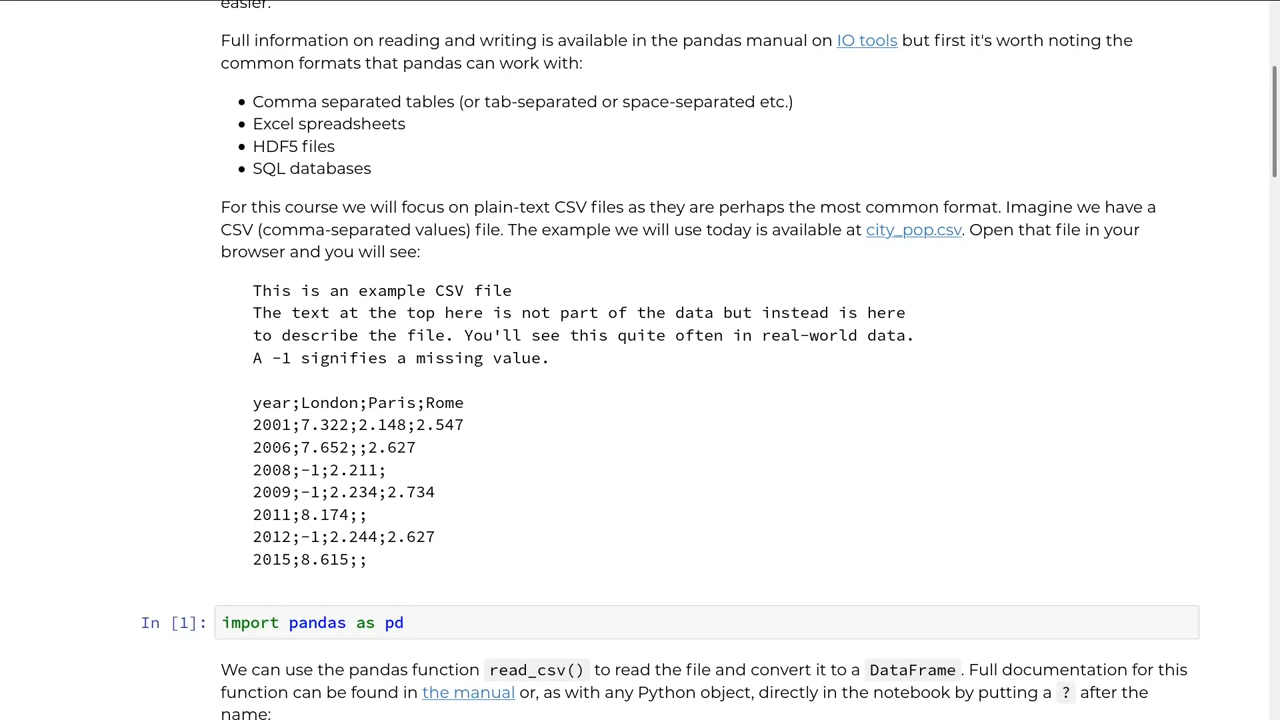 easier.
Full information on reading and writing is available in the pandas manual on IO tools but first it's worth noting the
common formats that pandas can work with:
• Comma separated tables (or tab-separated or space-separated etc.)
• Excel spreadsheets
• HDF5 files
• SQL databases
For this course we will focus on plain-text CSV files as they are perhaps the most common format. Imagine we have a
CSV (comma-separated values) file. The example we will use today is available at city_pop.csv. Open that file in your
browser and you will see:
This is an example CSV file
The text at the top here is not part of the data but instead is here
to describe the file. You'll see this quite often in real-world data.
A -1 signifies a missing value.
year;London;Paris;Rome
2001;7.322;2.148;2.547
2006;7.652;;2.627
2008;-1;2.211;
2009;-1;2.234;2.734
2011;8.174;;
2012;-1;2.244;2.627
2015;8.615;;
In [1]: import pandas as pd
We can use the pandas function read_csv() to read the file and convert it to a DataFrame. Full documentation for this
function can be found in the manual or, as with any Python object, directly in the notebook by putting a ? after the
name: